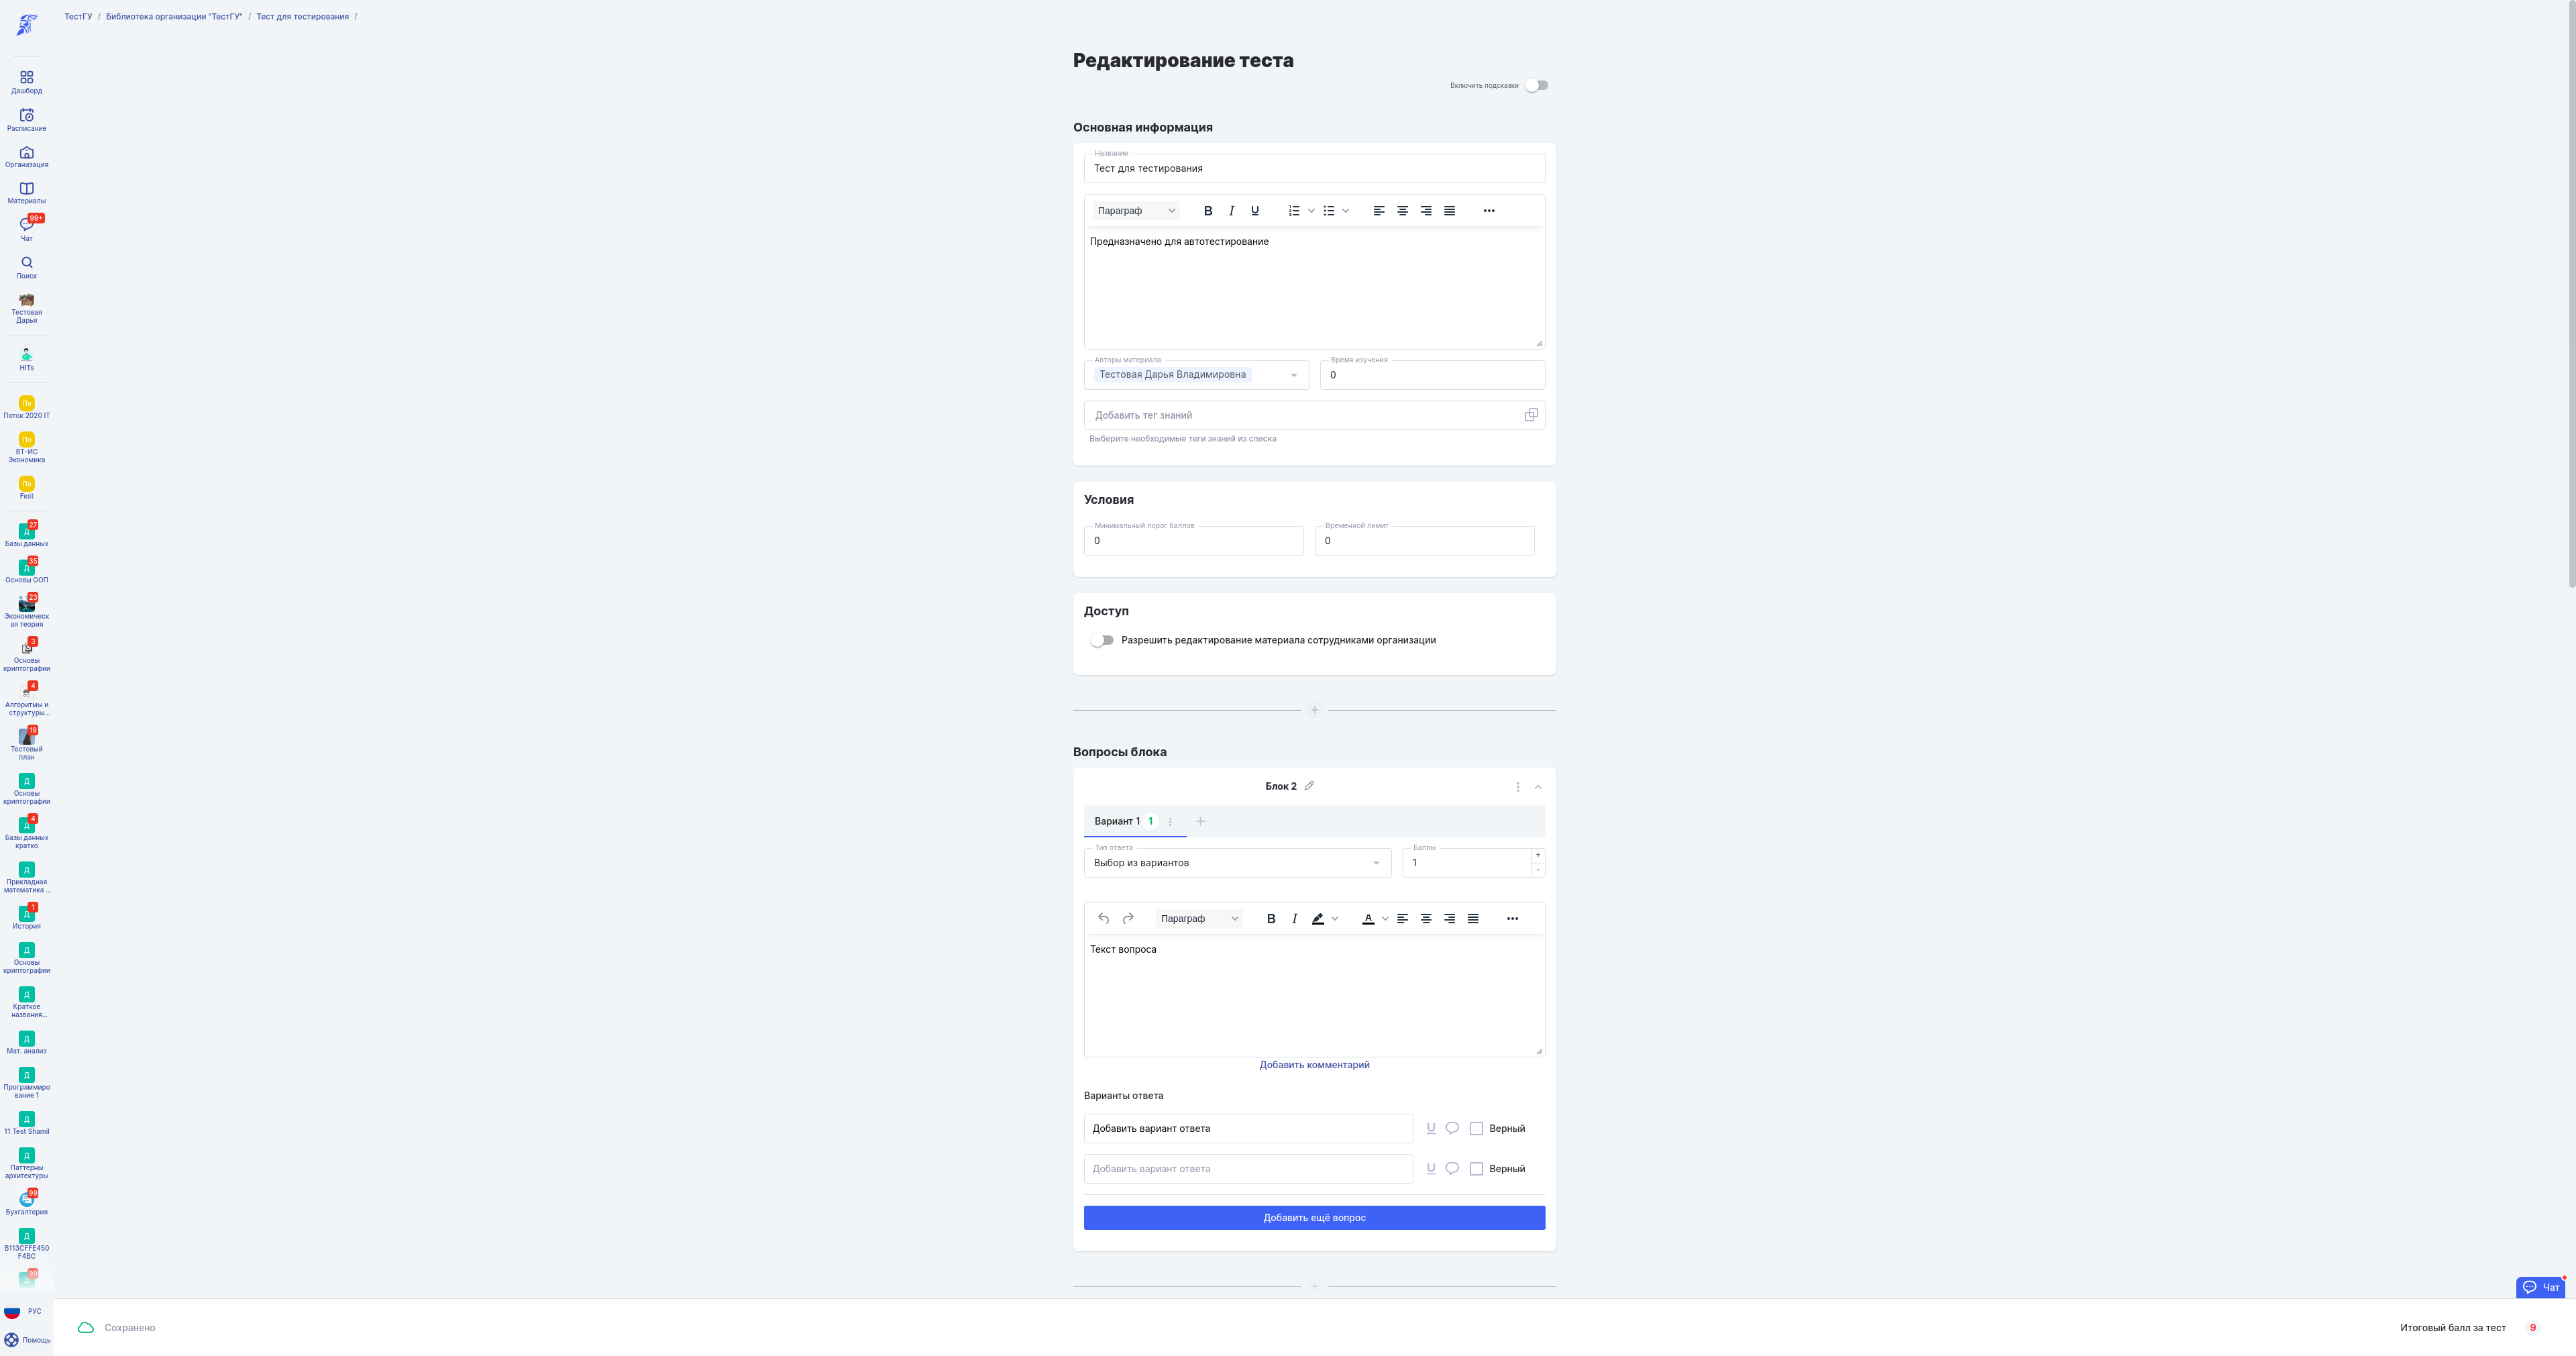 ТестГУ / Библиотека организации "ТестГУ" / Тест для тестирования /
Дашборд
Расписание
Организация
Материалы
99+
Чат
Поиск
Тестовая
Дарья
HITs
По
Поток 2020 IT
По
ВТ-ИС
Экономика
По
Fest
27
Д
Базы данных
35
Д
Основы ООП
23
Экономическ
ая теория
3
Основы
криптографии
4
Алгоритмы и
структуры...
19
Тестовый
план
Д
Основы
криптографии
4
Д
Базы данных
кратко
Д
Прикладная
математика ...
1
Д
История
Д
Основы
криптографии
Д
Краткое
названия...
Д
Мат. анализ
Д
Программиро
вание 1
Д
11 Test Shamil
Д
Паттерны
архитектуры
99
Бухгалтерия
Д
B113CFFE450
F4BC
99
Д
РУС
Помощь
Редактирование теста
Включить подсказки
Основная информация
Название
Тест для тестирования
Параграф
Предназначено для автотестирование
Авторы материала
Тестовая Дарья Владимировна
Время изучения
0
Добавить тег знаний
Выберите необходимые теги знаний из списка
Условия
Минимальный порог баллов
0
Временной лимит
0
Доступ
Разрешить редактирование материала сотрудниками организации
Вопросы блока
Блок 2
Вариант 1 1
Тип ответа
Выбор из вариантов
Баллы
1
Параграф
Текст вопроса
Добавить комментарий
Варианты ответа
Добавить вариант ответа
Верный
Добавить вариант ответа
Верный
Добавить ещё вопрос
Чат
Сохранено
Итоговый балл за тест 9